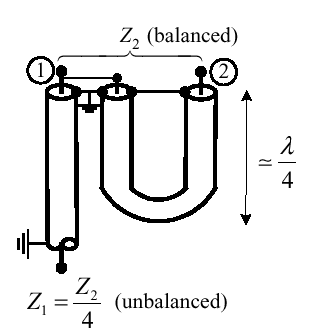 Z₂ (balanced)
1
2
≃ λ/4
Z₁ = Z₂/4 (unbalanced)